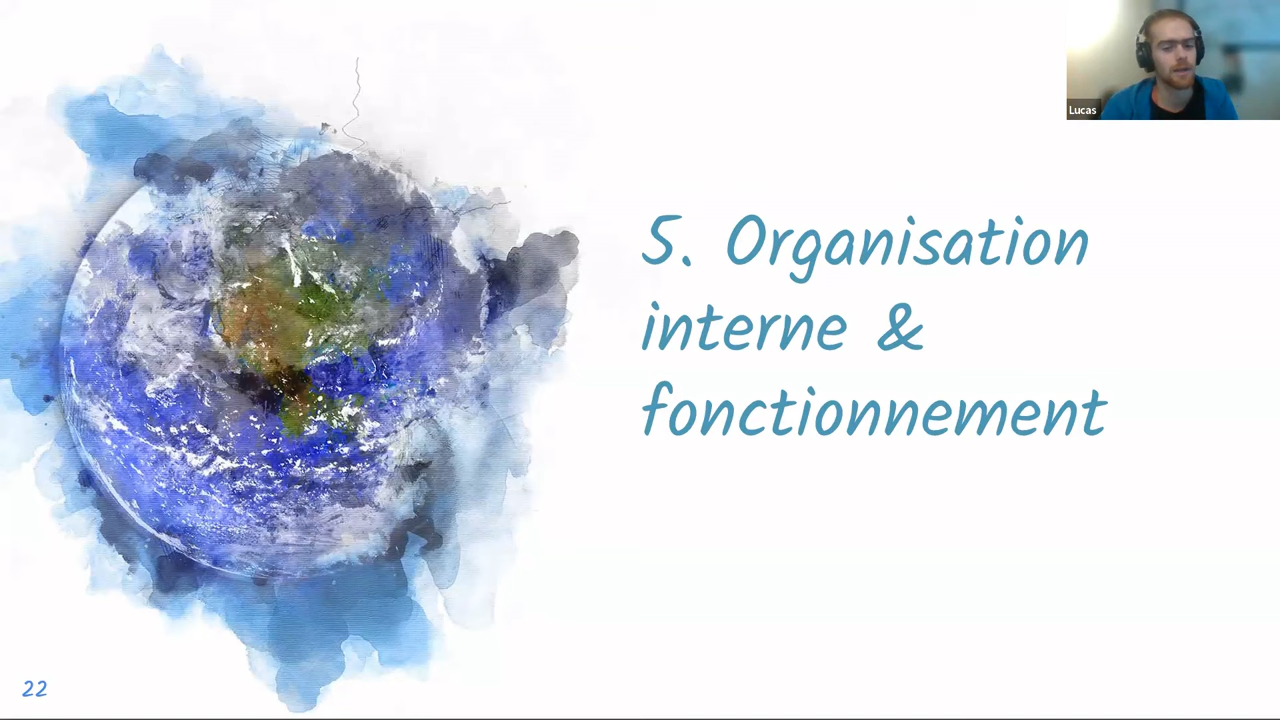 Lucas
5. Organisation
interne &
fonctionnement
22